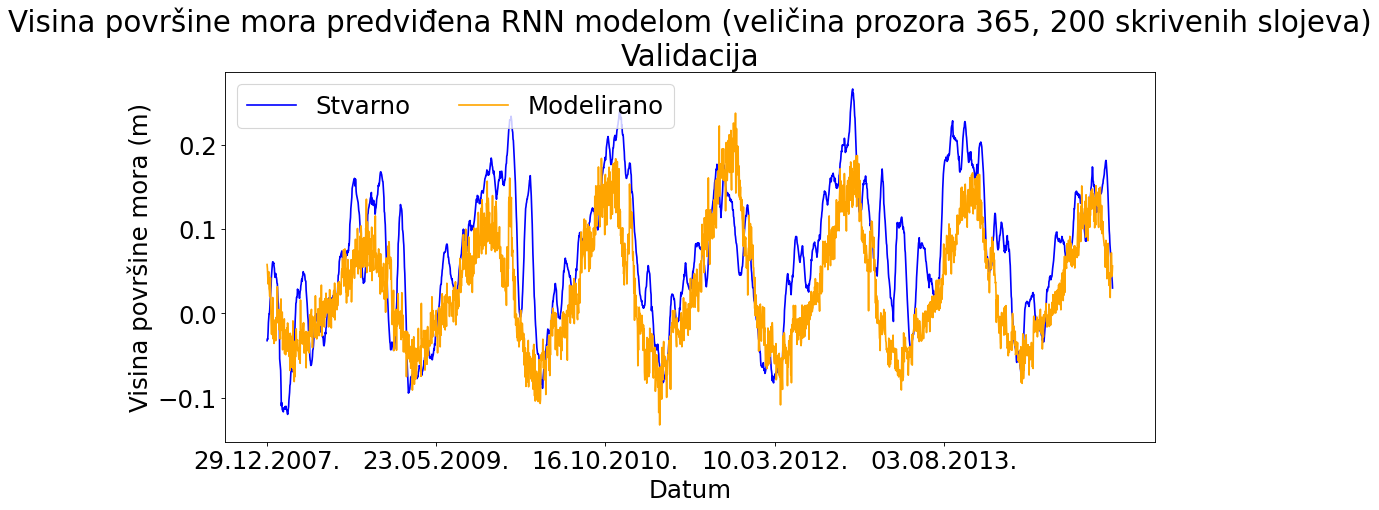 Visina površine mora predviđena RNN modelom (veličina prozora 365, 200 skrivenih slojeva)
Validacija
Stvarno
Modelirano
Visina površine mora (m)
0.2
0.1
0.0
−0.1
29.12.2007.
23.05.2009.
16.10.2010.
10.03.2012.
03.08.2013.
Datum